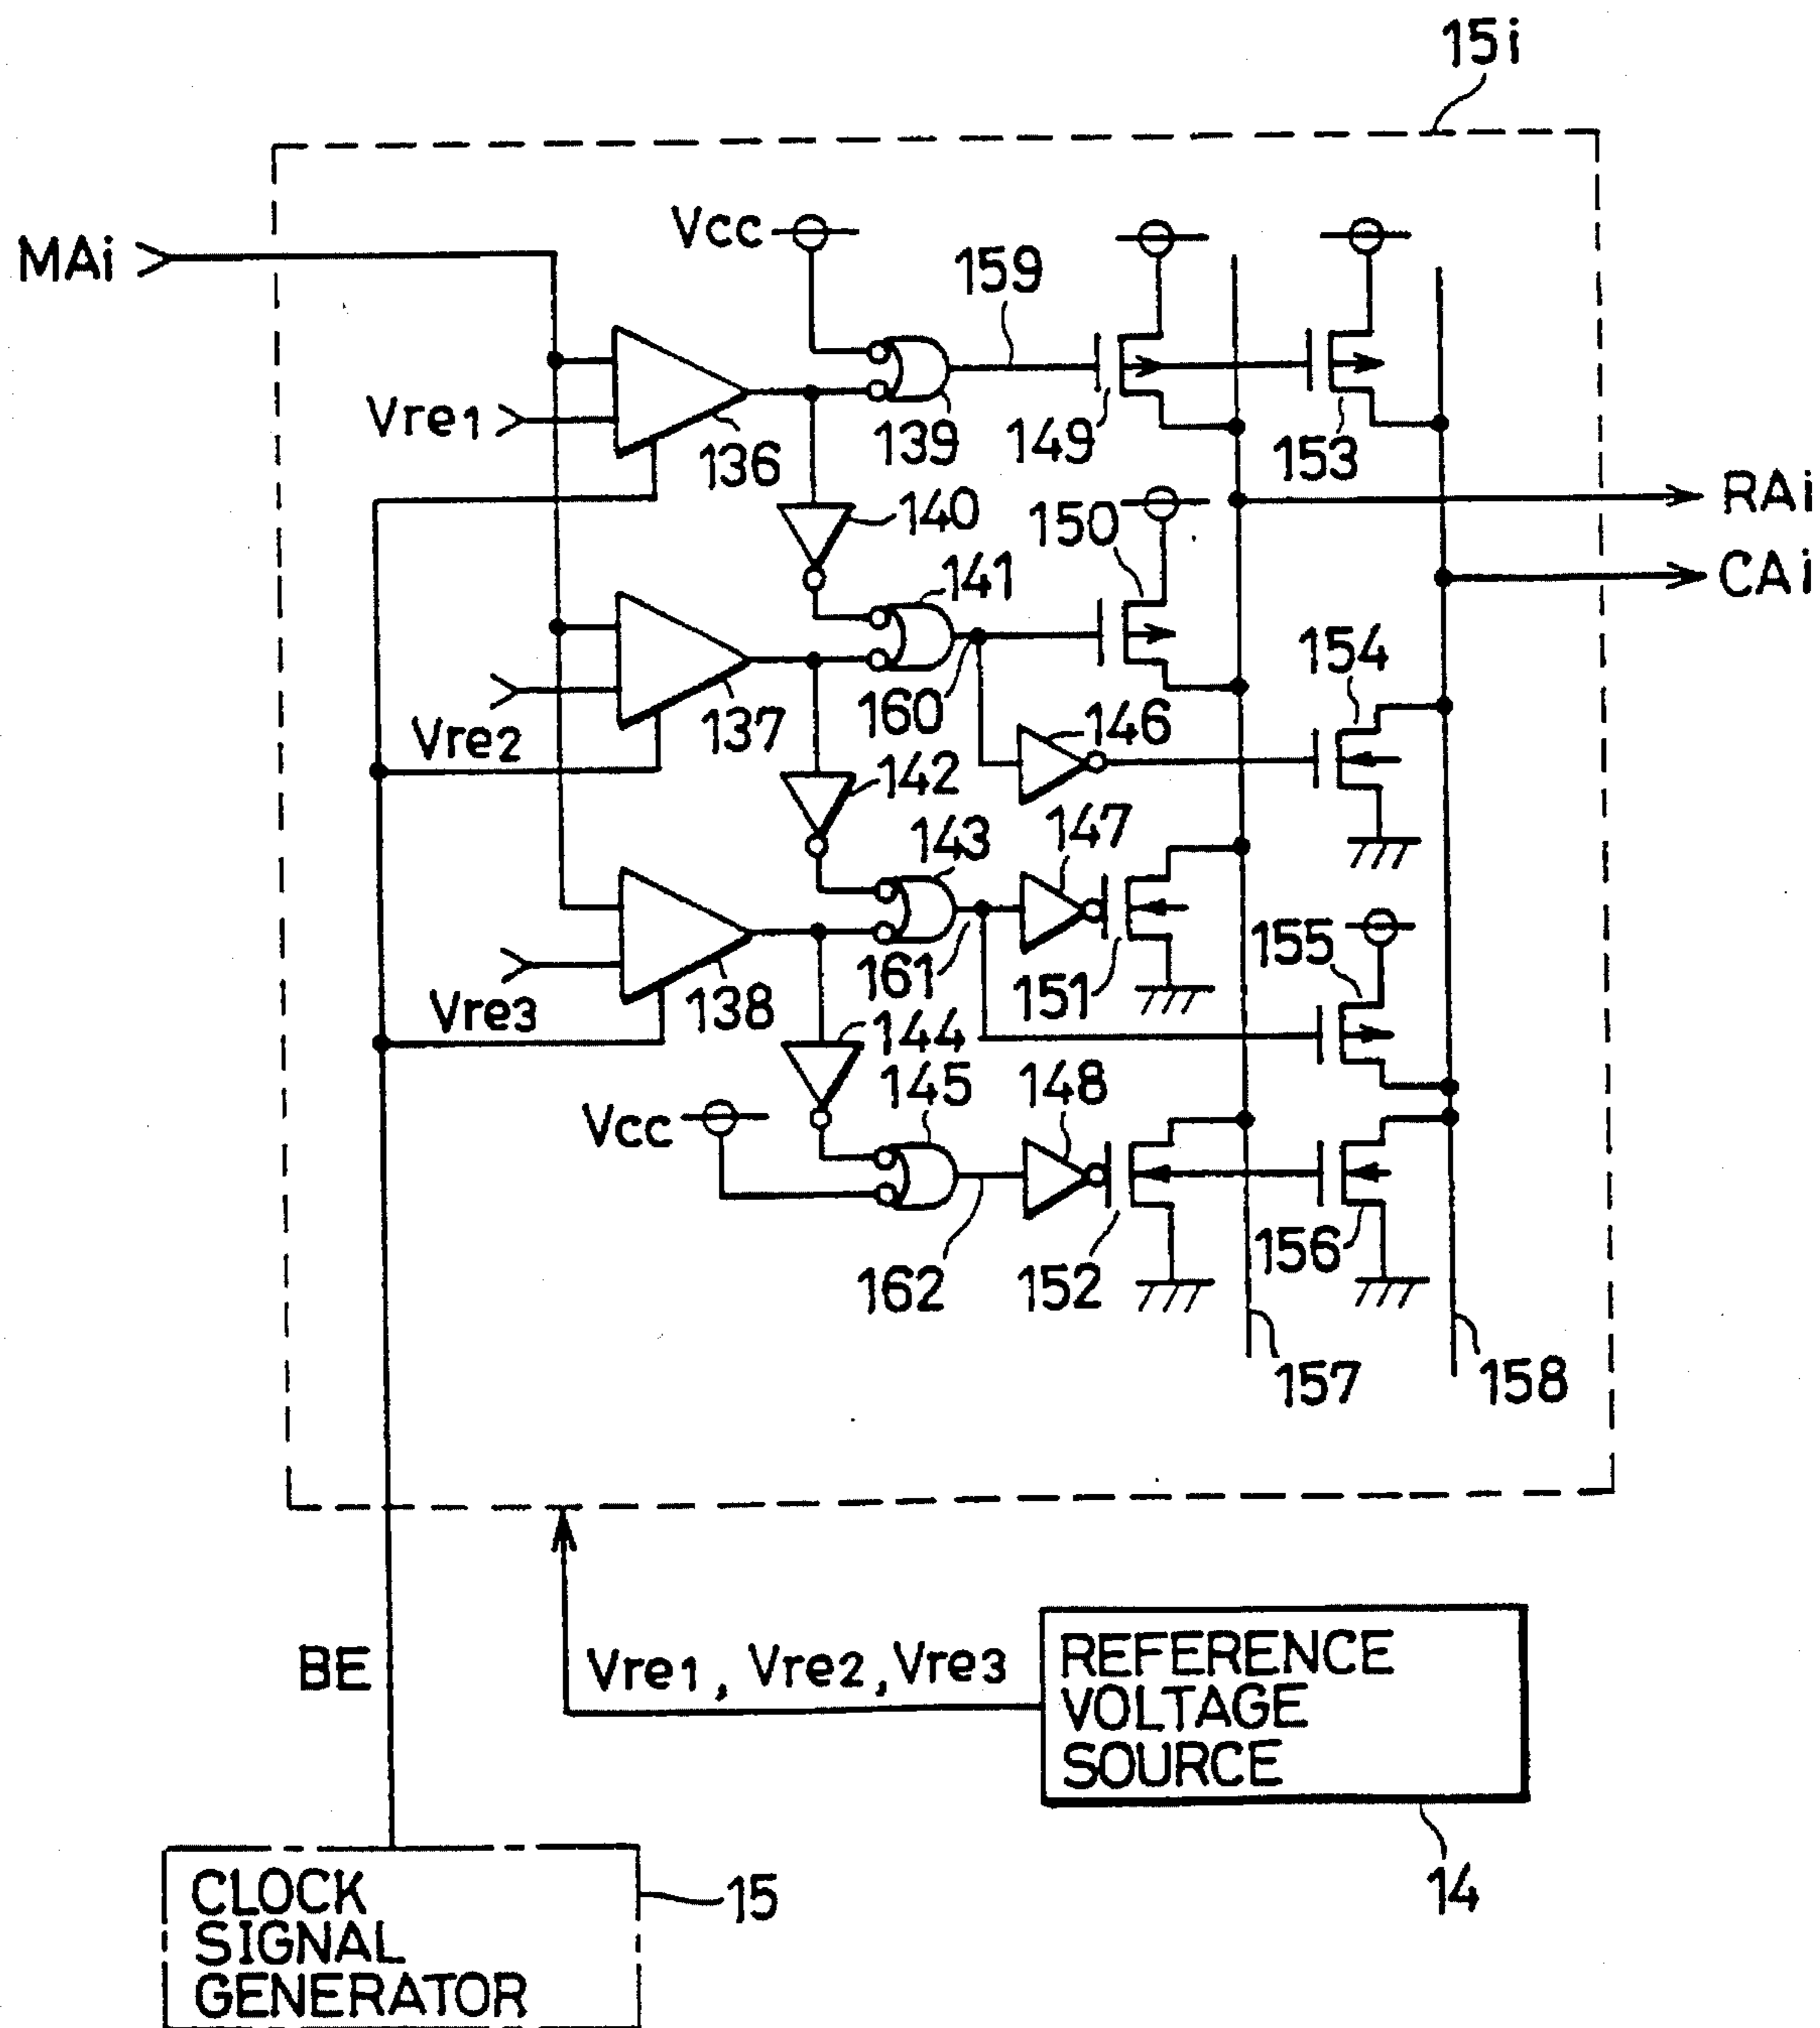 15i
MAi
Vcc
159
Vre1
136
139
149
153
RAi
140
150
CAi
141
154
137
160
146
Vre2
142
143
147
155
161
Vre3
138
151
144
145
148
Vcc
156
162
152
157
158
BE
Vre1, Vre2, Vre3
REFERENCE
VOLTAGE
SOURCE
14
CLOCK
SIGNAL
GENERATOR
15